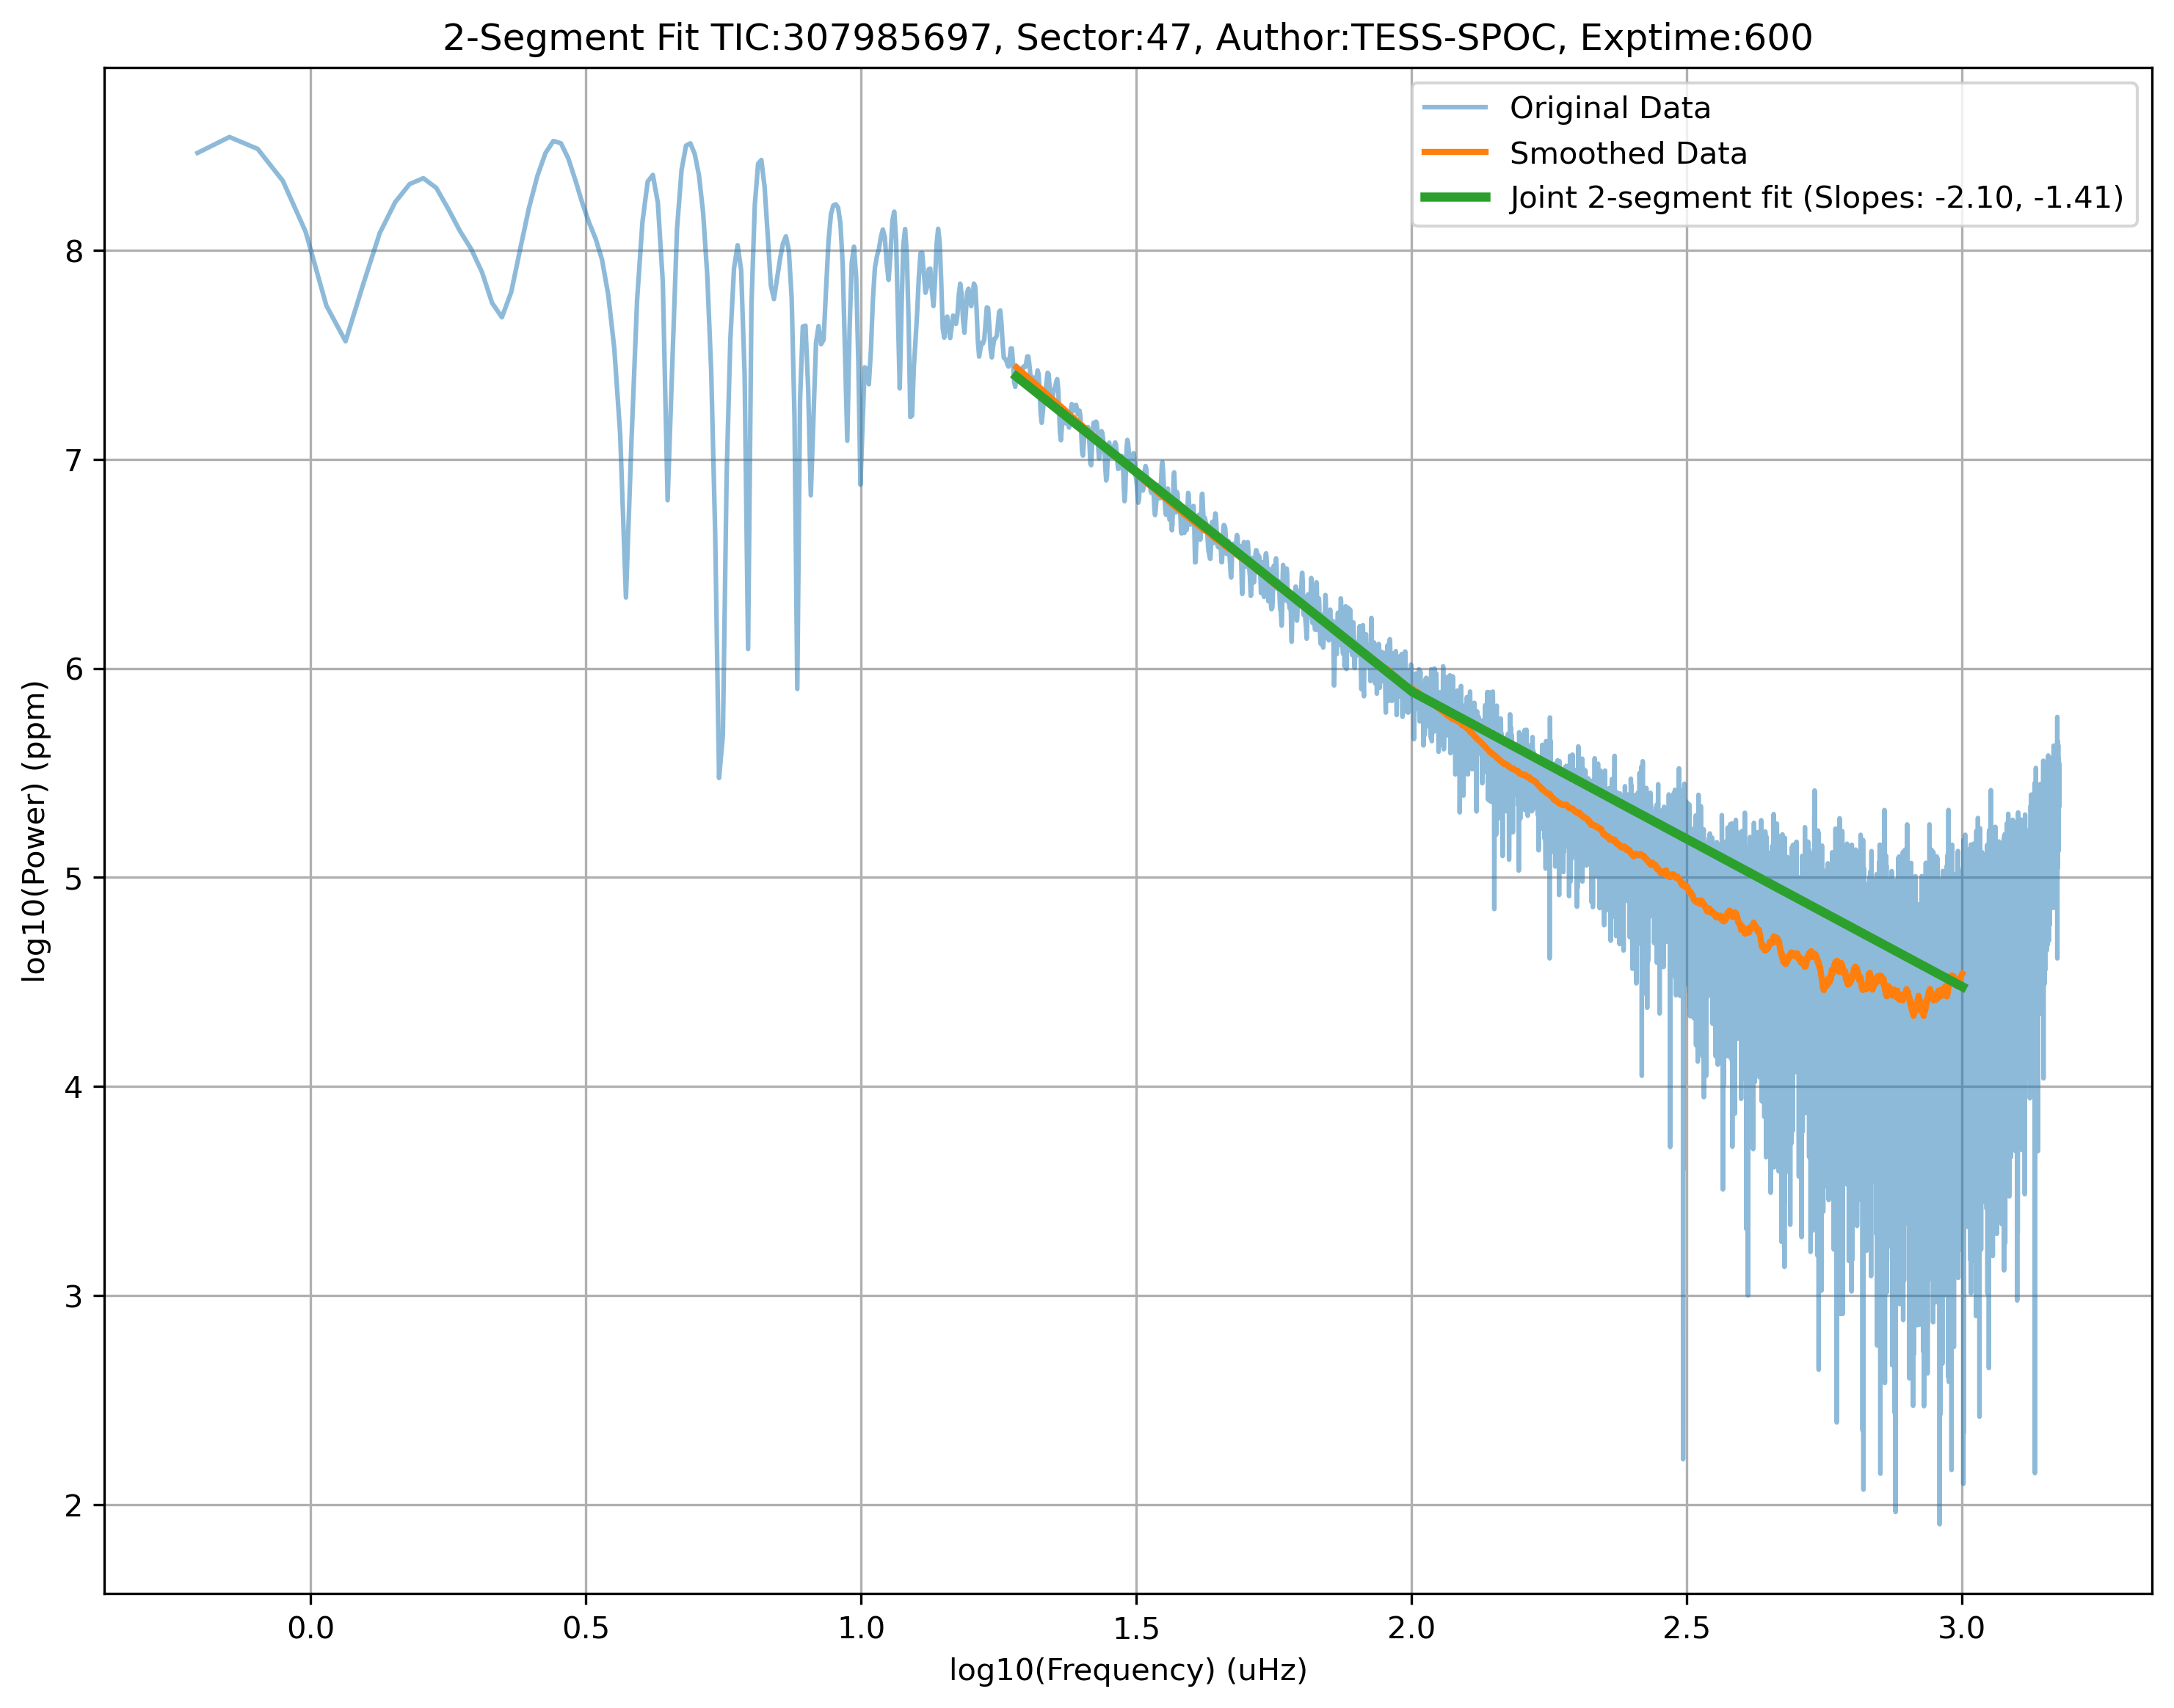 2-Segment Fit TIC:307985697, Sector:47, Author:TESS-SPOC, Exptime:600
Original Data
Smoothed Data
Joint 2-segment fit (Slopes: -2.10, -1.41)
log10(Power) (ppm)
8
7
6
5
4
3
2
0.0 0.5 1.0 1.5 2.0 2.5 3.0
log10(Frequency) (uHz)